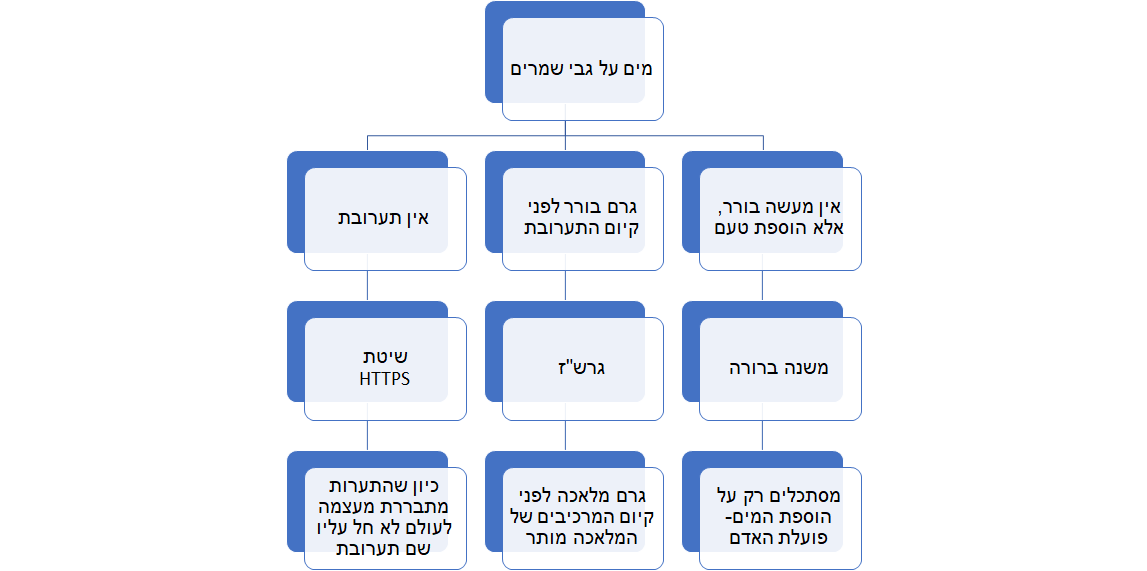 מים על גבי שמרים
אין מעשה בורר,
אלא הוספת טעם
גרם בורר לפני
קיום התערובת
אין תערובת
משנה ברורה
גרש"ז
שיטת
HTTPS
מסתכלים רק על
הוספת המים-
פועלת האדם
גרם מלאכה לפני
קיום המרכיבים של
המלאכה מותר
כיון שהתערות
מתבררת מעצמה
לעולם לא חל עליו
שם תערובת